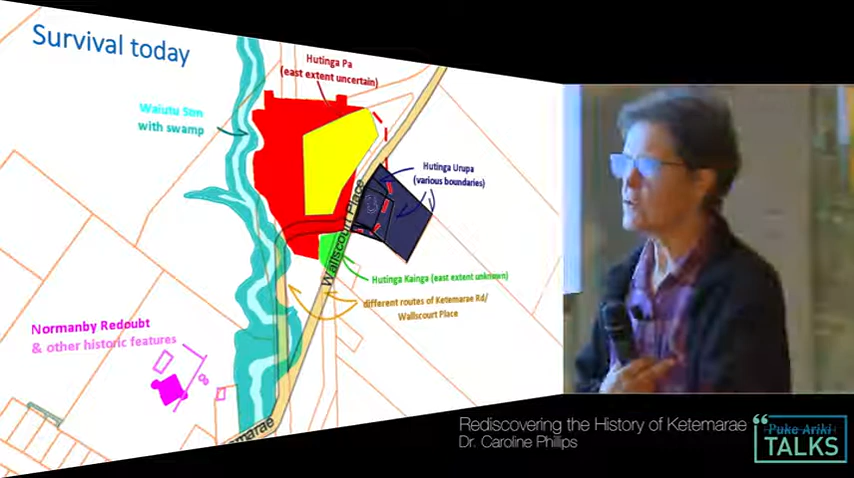 Survival today
Hutinga Pa
(east extent uncertain)
Waiutu Stm
with swamp
Hutinga Urupa
(various boundaries)
Wallscourt Place
Hutinga Kainga (east extent unknown)
different routes of Ketemarae Rd/
Wallscourt Place
Normanby Redoubt
& other historic features
emarae
Rediscovering the History of Ketemarae
Dr. Caroline Phillips
Puke Ariki
TALKS